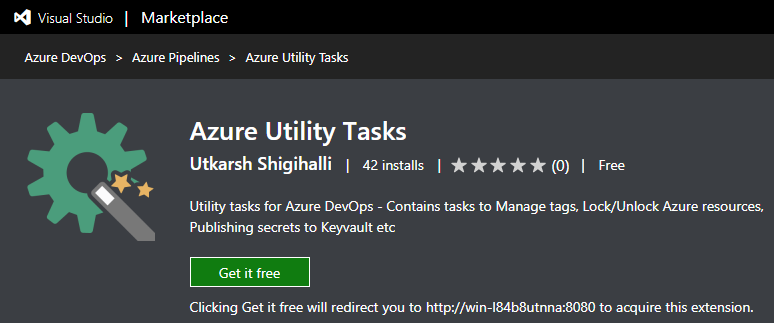 Visual Studio | Marketplace
Azure DevOps > Azure Pipelines > Azure Utility Tasks
Azure Utility Tasks
Utkarsh Shigihalli | 42 installs | ★★★★★ (0) | Free
Utility tasks for Azure DevOps - Contains tasks to Manage tags, Lock/Unlock Azure resources,
Publishing secrets to Keyvault etc
Get it free
Clicking Get it free will redirect you to http://win-l84b8utnna:8080 to acquire this extension.